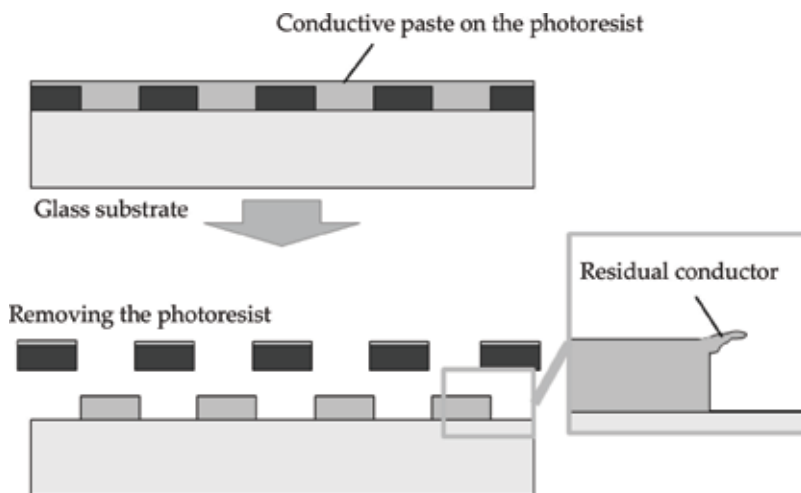 Conductive paste on the photoresist
Glass substrate
Residual conductor
Removing the photoresist